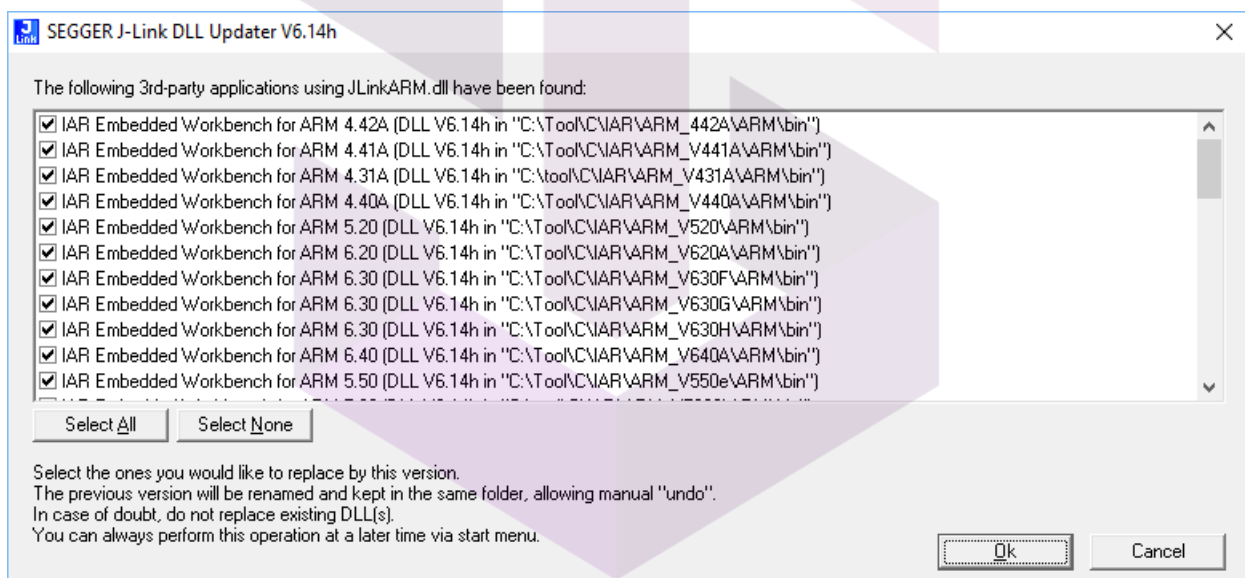 J Link SEGGER J-Link DLL Updater V6.14h
The following 3rd-party applications using JLinkARM.dll have been found:
IAR Embedded Workbench for ARM 4.42A (DLL V6.14h in "C:\Tool\C\IAR\ARM_442A\ARM\bin")
IAR Embedded Workbench for ARM 4.41A (DLL V6.14h in "C:\Tool\C\IAR\ARM_V441A\ARM\bin")
IAR Embedded Workbench for ARM 4.31A (DLL V6.14h in "C:\tool\C\IAR\ARM_V431A\ARM\bin")
IAR Embedded Workbench for ARM 4.40A (DLL V6.14h in "C:\Tool\C\IAR\ARM_V440A\ARM\bin")
IAR Embedded Workbench for ARM 5.20 (DLL V6.14h in "C:\Tool\C\IAR\ARM_V520\ARM\bin")
IAR Embedded Workbench for ARM 6.20 (DLL V6.14h in "C:\Tool\C\IAR\ARM_V620A\ARM\bin")
IAR Embedded Workbench for ARM 6.30 (DLL V6.14h in "C:\Tool\C\IAR\ARM_V630F\ARM\bin")
IAR Embedded Workbench for ARM 6.30 (DLL V6.14h in "C:\Tool\C\IAR\ARM_V630G\ARM\bin")
IAR Embedded Workbench for ARM 6.30 (DLL V6.14h in "C:\Tool\C\IAR\ARM_V630H\ARM\bin")
IAR Embedded Workbench for ARM 6.40 (DLL V6.14h in "C:\Tool\C\IAR\ARM_V640A\ARM\bin")
IAR Embedded Workbench for ARM 5.50 (DLL V6.14h in "C:\Tool\C\IAR\ARM_V550e\ARM\bin")
Select All Select None
Select the ones you would like to replace by this version.
The previous version will be renamed and kept in the same folder, allowing manual "undo".
In case of doubt, do not replace existing DLL(s).
You can always perform this operation at a later time via start menu.
Ok Cancel